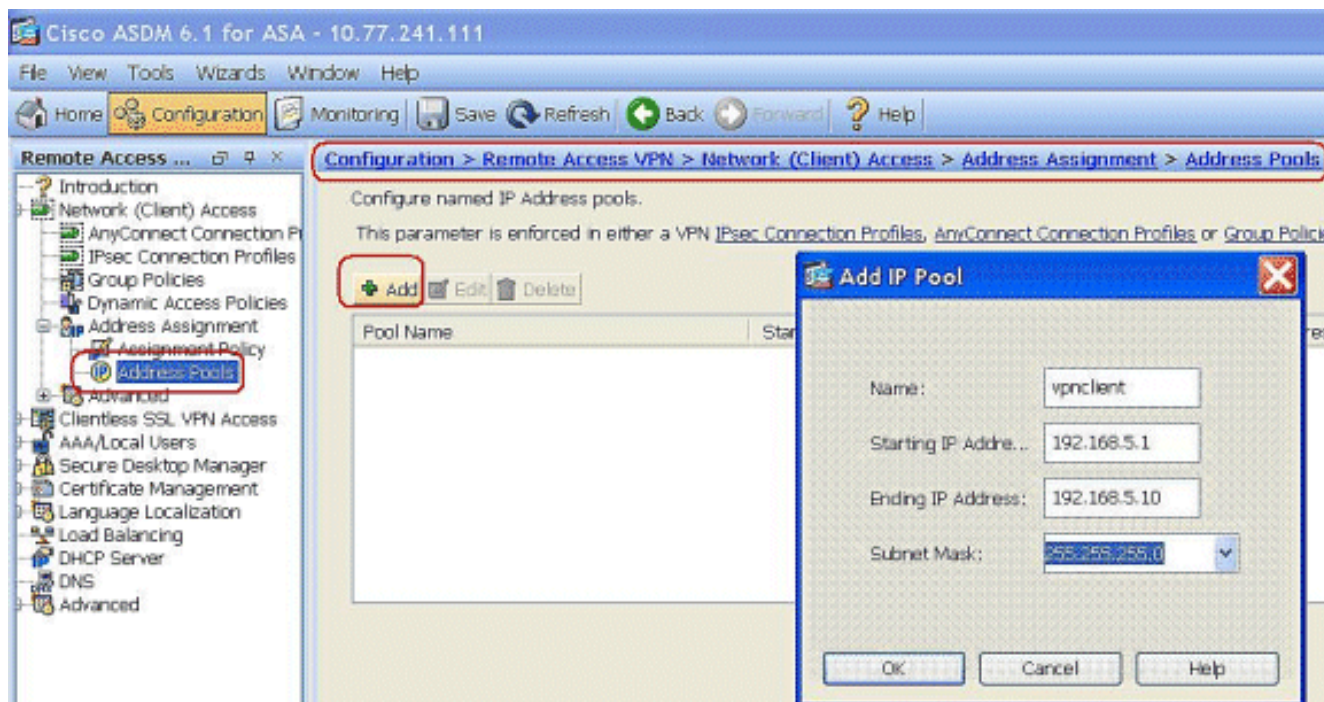 Cisco ASDM 6.1 for ASA - 10.77.241.111
File View Tools Wizards Window Help
Home Configuration Monitoring Save Refresh Back Forward Help
Remote Access ...
Configuration > Remote Access VPN > Network (Client) Access > Address Assignment > Address Pools
Introduction
Network (Client) Access
AnyConnect Connection P
IPsec Connection Profiles
Group Policies
Dynamic Access Policies
Address Assignment
Assignment Policy
IP Address Pools
Advanced
Clientless SSL VPN Access
AAA/Local Users
Secure Desktop Manager
Certificate Management
Language Localization
Load Balancing
DHCP Server
DNS
Advanced
Configure named IP Address pools.
This parameter is enforced in either a VPN IPsec Connection Profiles, AnyConnect Connection Profiles or Group Polici
Add Edit Delete
Pool Name Star
Add IP Pool
Name: vpnclient
Starting IP Addre... 192.168.5.1
Ending IP Address: 192.168.5.10
Subnet Mask: 255.255.255.0
OK Cancel Help